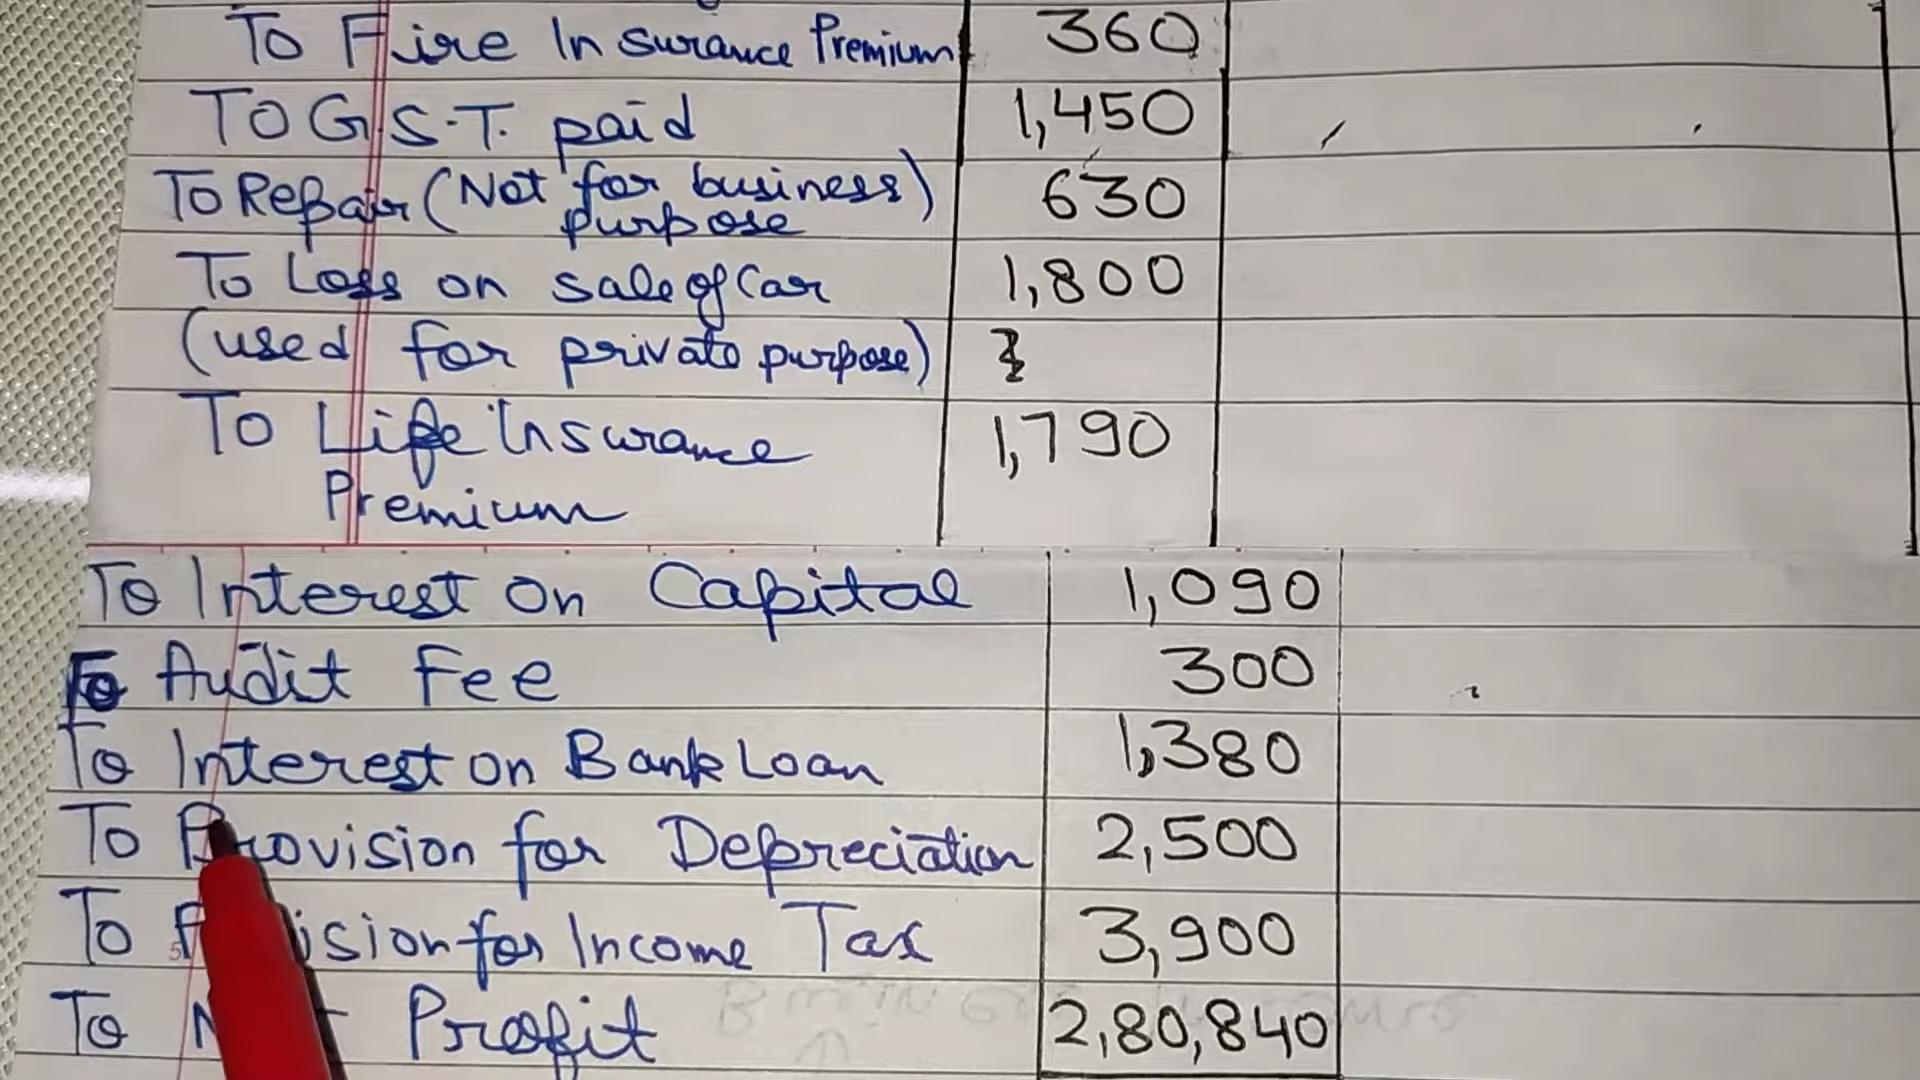 To Fire Insurance Premium 360
To G.S.T. paid 1,450
To Repair (Not for business) 630
purpose
To Loss on sale of Car 1,800
(used for private purpose)
To Life Insurance 1,790
Premium
To Interest on Capital 1,090
To Audit Fee 300
To Interest on Bank Loan 1,380
To Provision for Depreciation 2,500
To for Income Tax 3,900
To Profit 2,80,840